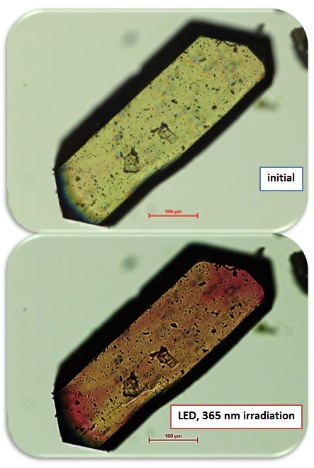 100 µm
initial
LED, 365 nm irradiation
100 µm